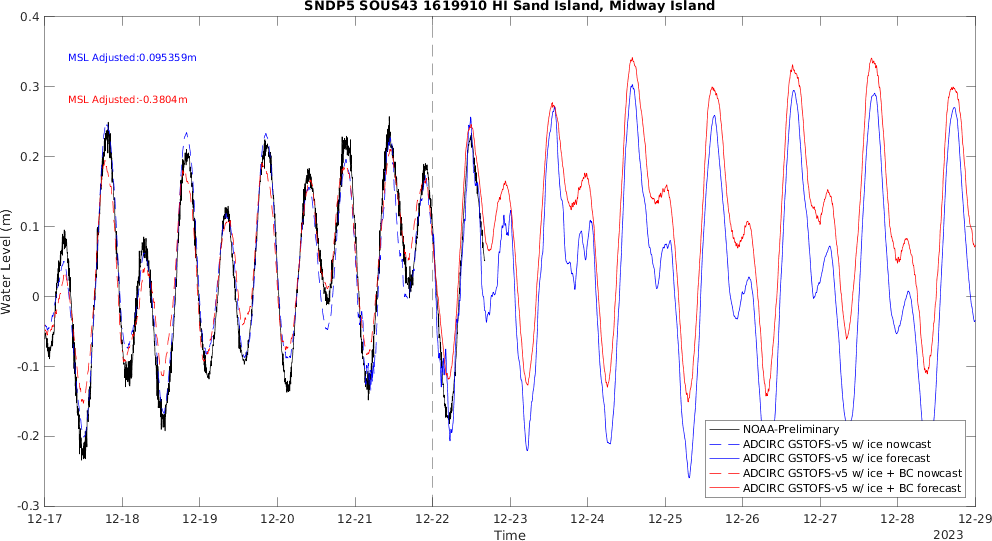 SNDP5 SOUS43 1619910 HI Sand Island, Midway Island
0.4
MSL Adjusted:0.095359m
0.3
MSL Adjusted:-0.3804m
0.2
0.1
Water Level (m)
0
-0.1
-0.2
NOAA-Preliminary
ADCIRC GSTOFS-v5 w/ ice nowcast
ADCIRC GSTOFS-v5 w/ ice forecast
ADCIRC GSTOFS-v5 w/ ice + BC nowcast
ADCIRC GSTOFS-v5 w/ ice + BC forecast
-0.3
12-17 12-18 12-19 12-20 12-21 12-22 12-23 12-24 12-25 12-26 12-27 12-28 12-29
Time
2023